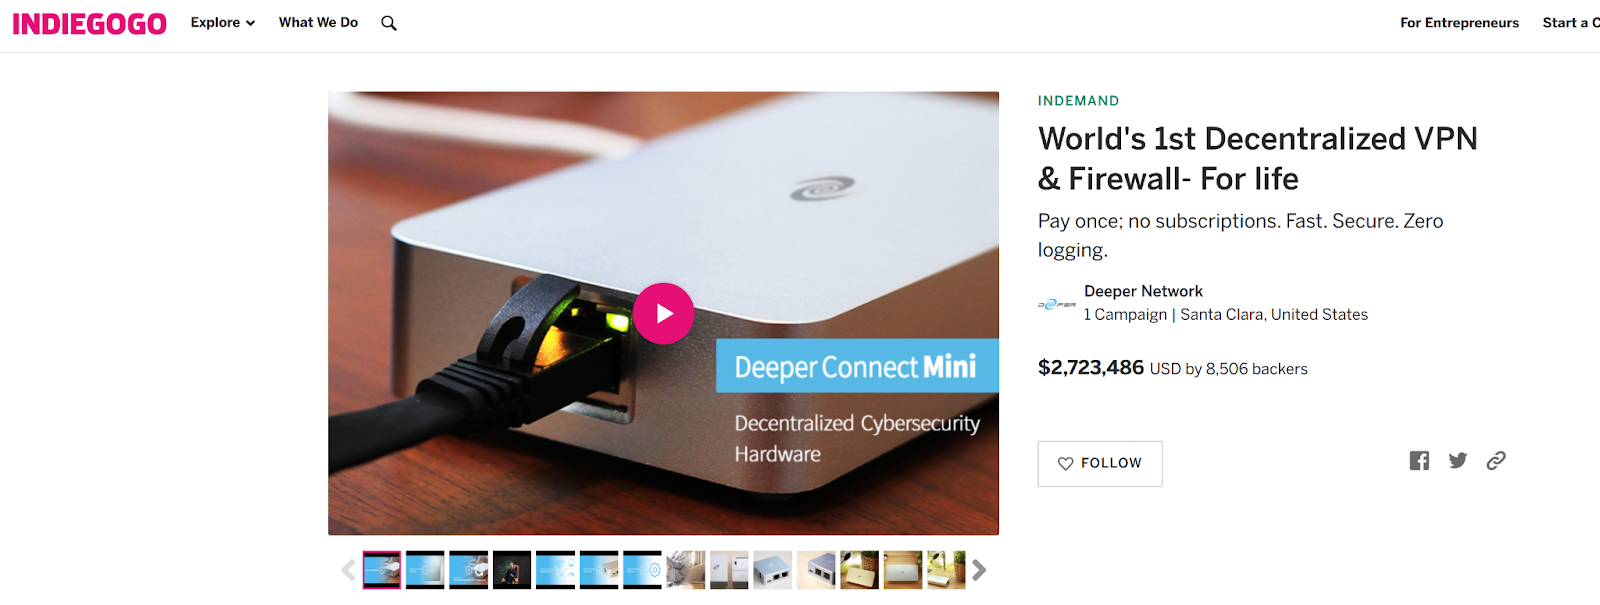 INDIEGOGO
Explore
What We Do
For Entrepreneurs
Start a C
Deeper Connect Mini
Decentralized Cybersecurity
Hardware
INDEMAND
World's 1st Decentralized VPN
& Firewall- For life
Pay once; no subscriptions. Fast. Secure. Zero
logging.
DEEPER
Deeper Network
1 Campaign | Santa Clara, United States
$2,723,486 USD by 8,506 backers
FOLLOW